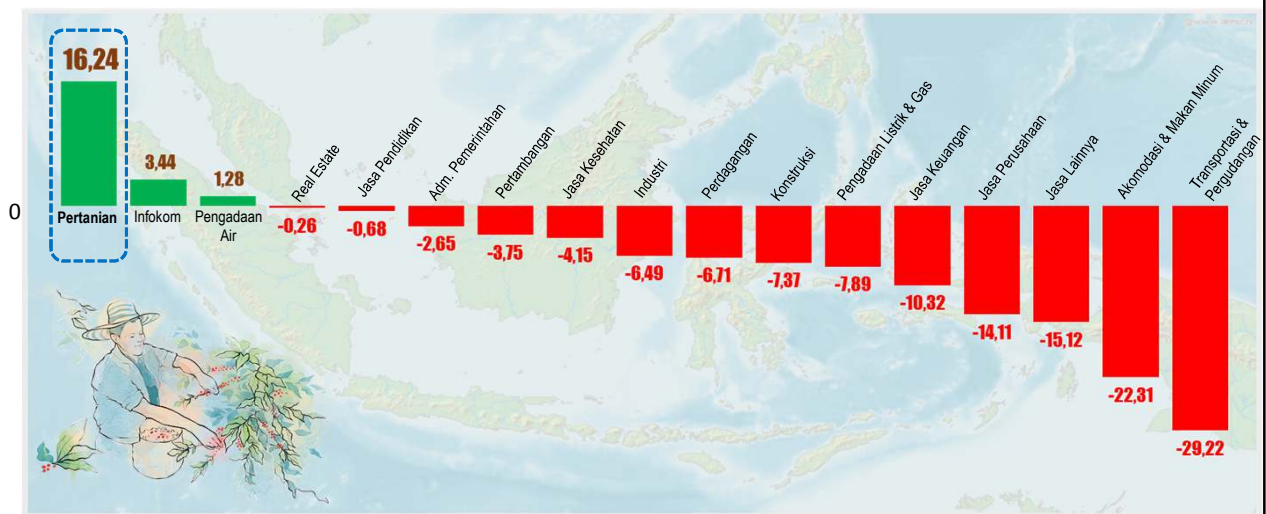 16,24
3,44
1,28
0
Pertanian
Infokom
Pengadaan
Air
Real Estate
-0,26
Jasa Pendidikan
-0,68
Adm. Pemerintahan
-2,65
Pertambangan
-3,75
Jasa Kesehatan
-4,15
Industri
-6,49
Perdagangan
-6,71
Konstruksi
-7,37
Pengadaan Listrik & Gas
-7,89
Jasa Keuangan
-10,32
Jasa Perusahaan
-14,11
Jasa Lainnya
-15,12
Akomodasi & Makan Minum
-22,31
Transportasi &
Pergudangan
-29,22